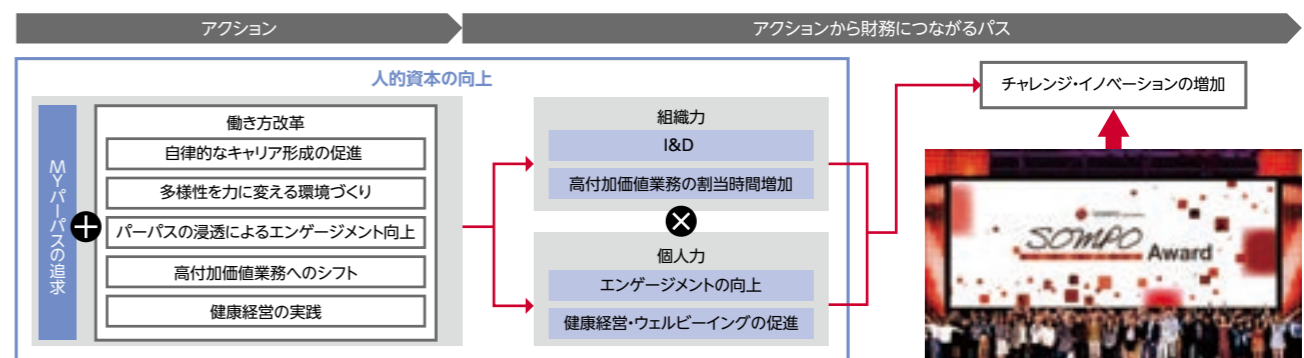 アクション
アクションから財務につながるパス
人的資本の向上
MYパーパスの追求
働き方改革
自律的なキャリア形成の促進
多様性を力に変える環境づくり
パーパスの浸透によるエンゲージメント向上
高付加価値業務へのシフト
健康経営の実践
組織力
I&D
高付加価値業務の割当時間増加
個人力
エンゲージメントの向上
健康経営・ウェルビーイングの促進
チャレンジ・イノベーションの増加
SOMPO Award